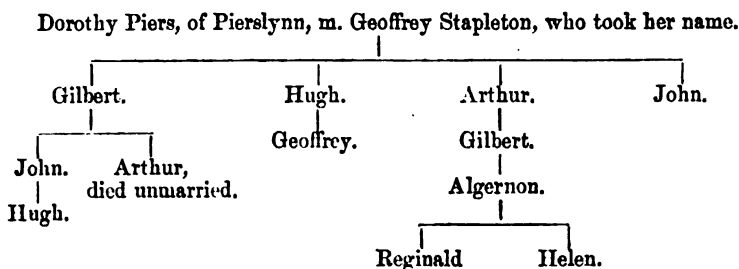 Dorothy Piers, of Pierslynn, m. Geoffrey Stapleton, who took her name.
Gilbert. Hugh. Arthur. John.
Geoffrey. Gilbert.
John. Arthur,
died unmarried. Algernon.
Hugh.
Reginald Helen.